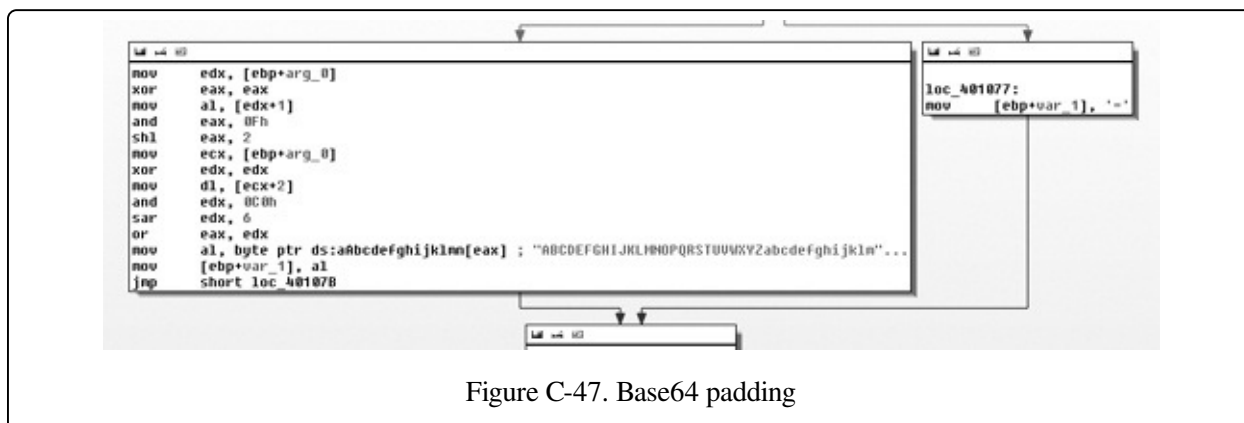 mov edx, [ebp+arg_0]
xor eax, eax
mov al, [edx+1]
and eax, 0Fh
shl eax, 2
mov ecx, [ebp+arg_0]
xor edx, edx
mov dl, [ecx+2]
and edx, 0C0h
sar edx, 6
or eax, edx
mov al, byte ptr ds:aAbcdefghijklmn[eax] ; "ABCDEFGHIJKLMNOPQRSTUVWXYZabcdefghijklm"...
mov [ebp+var_1], al
jmp short loc_40107B
loc_401077:
mov [ebp+var_1], '='
Figure C-47. Base64 padding